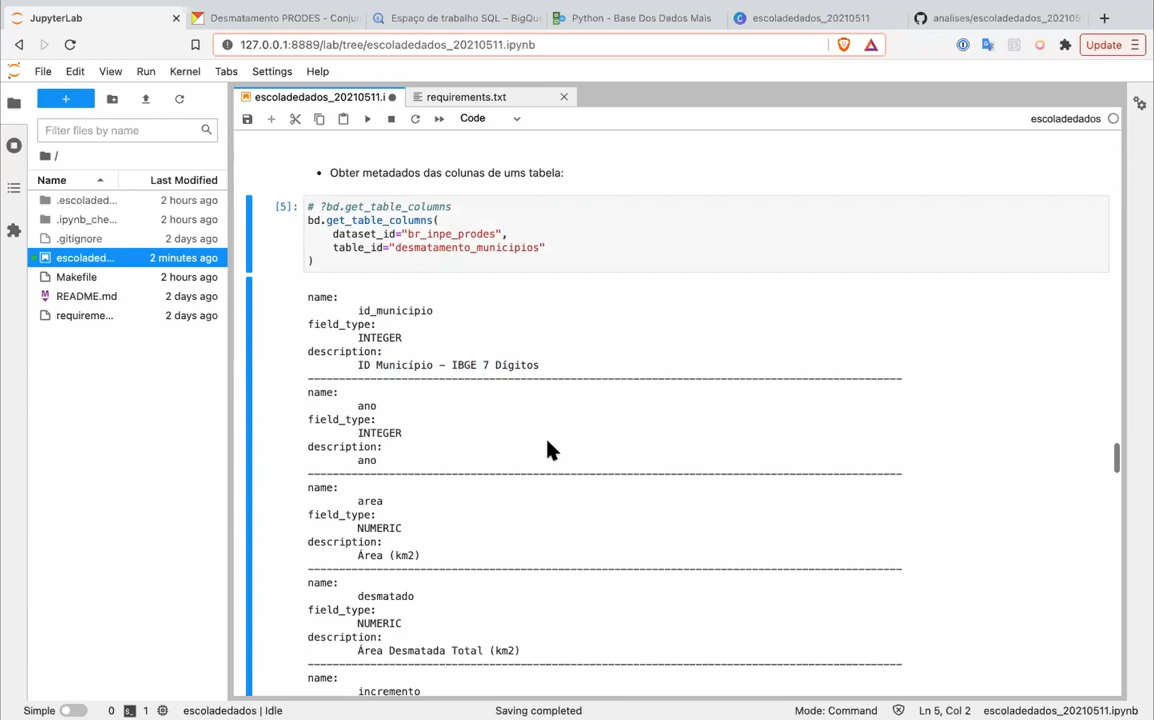 JupyterLab
Desmatamento PRODES - Conjun
Espaço de trabalho SQL – BigQu
Python - Base Dos Dados Mais
escoladedados_20210511
analises/escoladedados_20210
127.0.0.1:8889/lab/tree/escoladedados_20210511.ipynb
Update
File Edit View Run Kernel Tabs Settings Help
escoladedados_20210511.i
requirements.txt
Code
escoladedados
Filter files by name
/
Name Last Modified
.escoladed... 2 hours ago
.ipynb_che... 2 hours ago
.gitignore 2 days ago
escoladed... 2 minutes ago
Makefile 2 hours ago
README.md 2 days ago
requireme... 2 days ago
• Obter metadados das colunas de ums tabela:
[5]:
# ?bd.get_table_columns
bd.get_table_columns(
dataset_id="br_inpe_prodes",
table_id="desmatamento_municipios"
)
name:
id_municipio
field_type:
INTEGER
description:
ID Município - IBGE 7 Dígitos
name:
ano
field_type:
INTEGER
description:
ano
name:
area
field_type:
NUMERIC
description:
Área (km2)
name:
desmatado
field_type:
NUMERIC
description:
Área Desmatada Total (km2)
name:
incremento
Simple 0 1 escoladedados | Idle Saving completed Mode: Command Ln 5, Col 2 escoladedados_20210511.ipynb